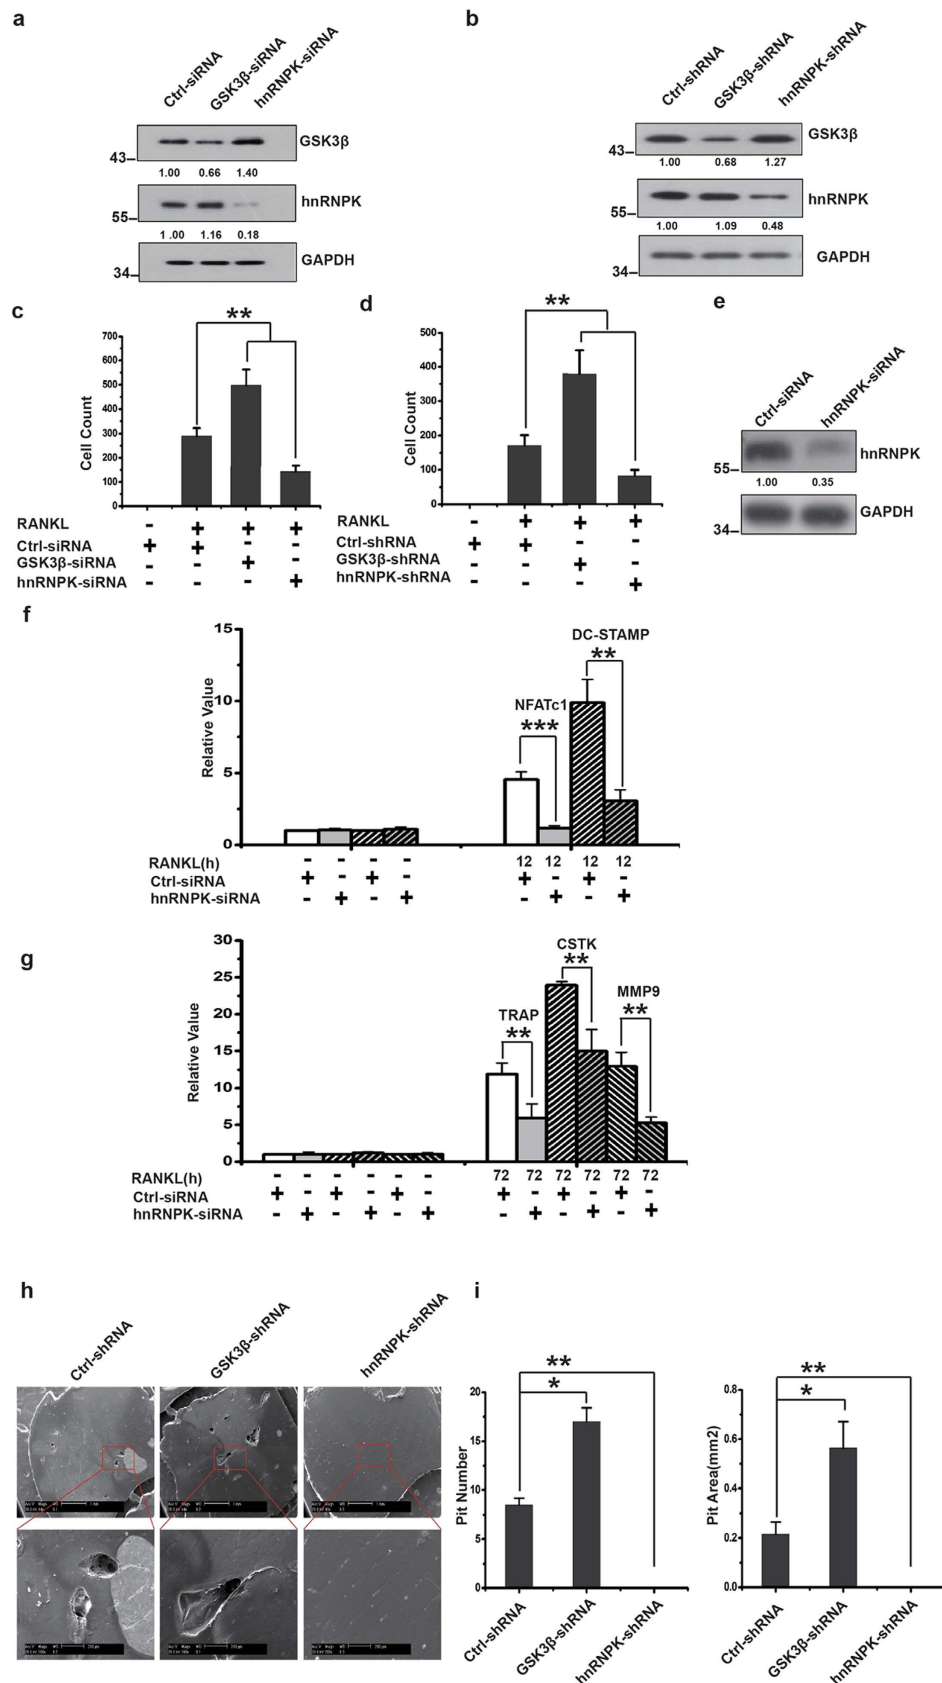 a
Ctrl-siRNA
GSK3β-siRNA
hnRNPK-siRNA
GSK3β
43
1.00 0.66 1.40
hnRNPK
55
1.00 1.16 0.18
GAPDH
34
b
Ctrl-shRNA
GSK3β-shRNA
hnRNPK-shRNA
GSK3β
43
1.00 0.68 1.27
hnRNPK
55
1.00 1.09 0.48
GAPDH
34
c
**
700
600
500
400
300
200
100
0
Cell Count
RANKL - + + +
Ctrl-siRNA + + - -
GSK3β-siRNA - - + -
hnRNPK-siRNA - - - +
d
**
500
400
300
200
100
0
Cell Count
RANKL - + + +
Ctrl-shRNA + + - -
GSK3β-shRNA - - + -
hnRNPK-shRNA - - - +
e
Ctrl-siRNA
hnRNPK-siRNA
hnRNPK
55
1.00 0.35
GAPDH
34
f
15
10
5
0
Relative Value
DC-STAMP
**
NFATc1
***
RANKL(h) - - - - 12 12 12 12
Ctrl-siRNA + - + - + - + -
hnRNPK-siRNA - + - + - + - +
g
30
25
20
15
10
5
0
Relative Value
CSTK
**
MMP9
**
TRAP
**
RANKL(h) - - - - - - 72 72 72 72 72 72
Ctrl-siRNA + - + - + - + - + - + -
hnRNPK-siRNA - + - + - + - + - + - +
h
Ctrl-shRNA
GSK3β-shRNA
hnRNPK-shRNA
i
**
*
20
15
10
5
0
Pit Number
Ctrl-shRNA
GSK3β-shRNA
hnRNPK-shRNA
**
*
0.8
0.6
0.4
0.2
0.0
Pit Area(mm2)
Ctrl-shRNA
GSK3β-shRNA
hnRNPK-shRNA